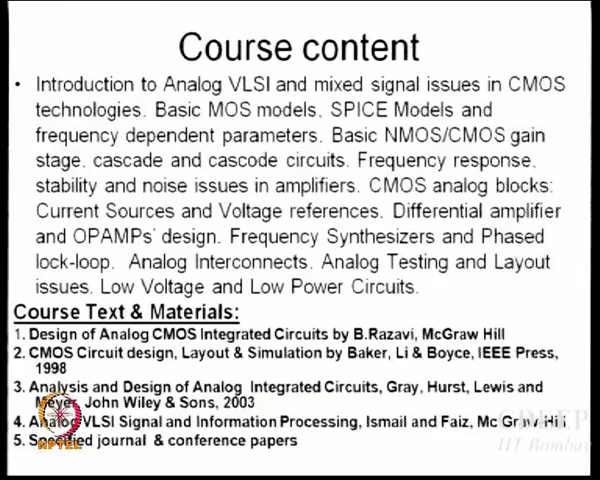 Course content
• Introduction to Analog VLSI and mixed signal issues in CMOS
technologies. Basic MOS models, SPICE Models and
frequency dependent parameters. Basic NMOS/CMOS gain
stage, cascade and cascode circuits. Frequency response,
stability and noise issues in amplifiers. CMOS analog blocks:
Current Sources and Voltage references. Differential amplifier
and OPAMPs' design. Frequency Synthesizers and Phased
lock-loop. Analog Interconnects. Analog Testing and Layout
issues. Low Voltage and Low Power Circuits.
Course Text & Materials:
1. Design of Analog CMOS Integrated Circuits by B.Razavi, McGraw Hill
2. CMOS Circuit design, Layout & Simulation by Baker, Li & Boyce, IEEE Press,
1998
3. Analysis and Design of Analog Integrated Circuits, Gray, Hurst, Lewis and
Meyer, John Wiley & Sons, 2003
4. Analog VLSI Signal and Information Processing, Ismail and Faiz, Mc Graw Hill
5. Specified journal & conference papers
NPTEL
CDEEP
IIT Bombay